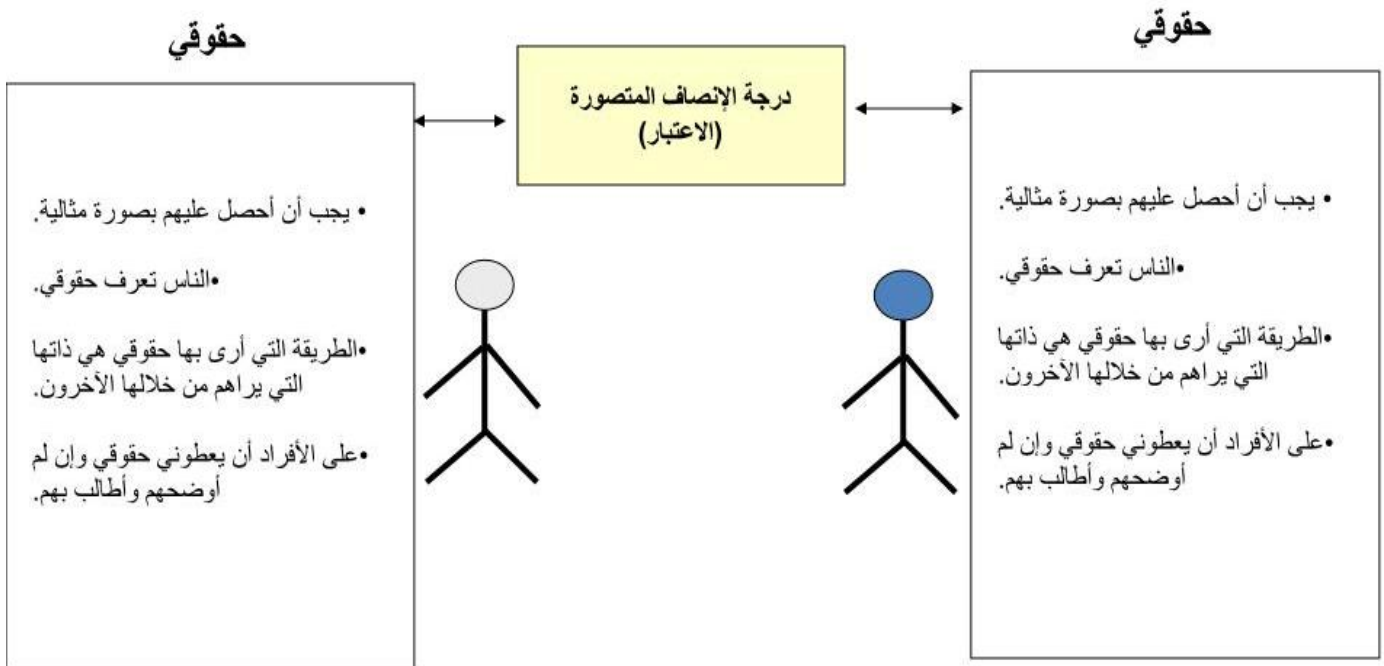 حقوقي
• يجب أن أحصل عليهم بصورة مثالية.
•الناس تعرف حقوقي.
•الطريقة التي أرى بها حقوقي هي ذاتها
التي يراهم من خلالها الآخرون.
•على الأفراد أن يعطوني حقوقي وإن لم
أوضحهم وأطالب بهم.
درجة الإنصاف المتصورة
(الاعتبار)
حقوقي
• يجب أن أحصل عليهم بصورة مثالية.
•الناس تعرف حقوقي.
•الطريقة التي أرى بها حقوقي هي ذاتها
التي يراهم من خلالها الآخرون.
•على الأفراد أن يعطوني حقوقي وإن لم
أوضحهم وأطالب بهم.